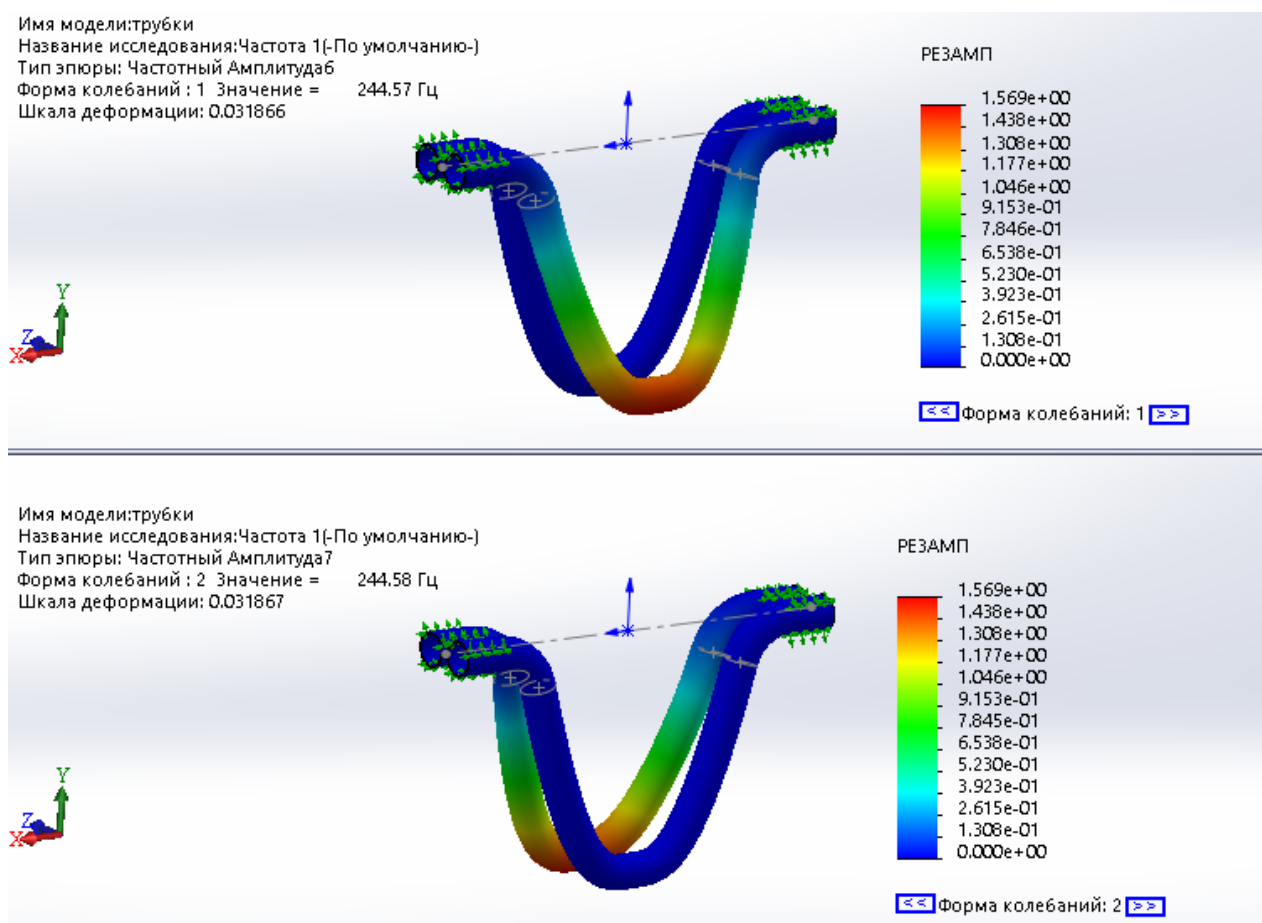 Имя модели:трубки
Название исследования:Частота 1(-По умолчанию-)
Тип эпюры: Частотный Амплитуда6
Форма колебаний : 1 Значение = 244.57 Гц
Шкала деформации: 0.031866
РЕЗАМП
1.569e+00
1.438e+00
1.308e+00
1.177e+00
1.046e+00
9.153e-01
7.846e-01
6.538e-01
5.230e-01
3.923e-01
2.615e-01
1.308e-01
0.000e+00
Y
Z
X
<< Форма колебаний: 1 >>
Имя модели:трубки
Название исследования:Частота 1(-По умолчанию-)
Тип эпюры: Частотный Амплитуда7
Форма колебаний : 2 Значение = 244.58 Гц
Шкала деформации: 0.031867
РЕЗАМП
1.569e+00
1.438e+00
1.308e+00
1.177e+00
1.046e+00
9.153e-01
7.845e-01
6.538e-01
5.230e-01
3.923e-01
2.615e-01
1.308e-01
0.000e+00
Y
Z
X
<< Форма колебаний: 2 >>